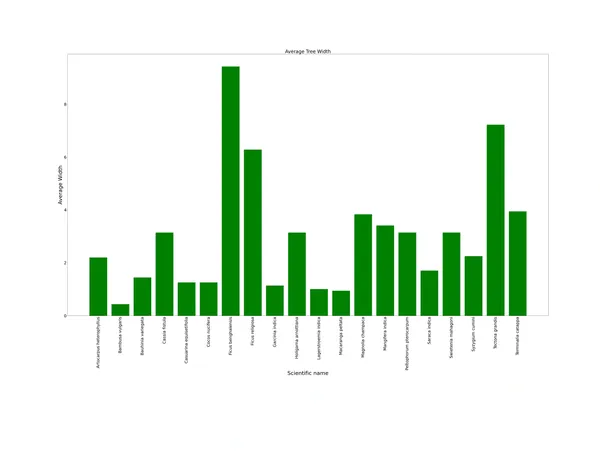 Average Tree Width
Average Width
8
6
4
2
0
Artocarpus heterophyllus
Bambusa vulgaris
Bauhinia variegata
Cassia fistula
Casuarina equisetifolia
Cocos nucifera
Ficus benghalensis
Ficus religiosa
Garcinia indica
Holigarna arnottiana
Lagerstroemia indica
Macaranga peltata
Magnolia champaca
Mangifera indica
Peltophorum pterocarpum
Saraca indica
Swietenia mahagoni
Syzygium cumini
Tectona grandis
Terminalia catappa
Scientific name